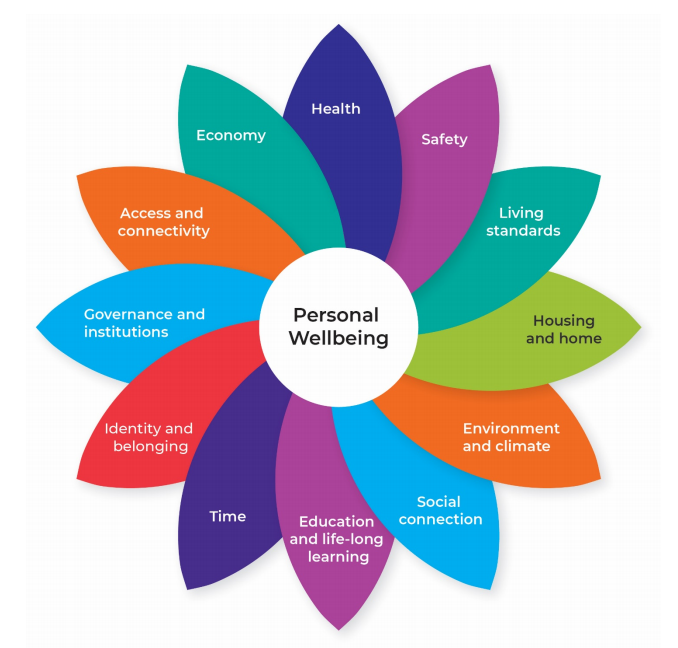 Health
Safety
Living
standards
Housing
and home
Environment
and climate
Social
connection
Education
and life-long
learning
Time
Identity and
belonging
Governance and
institutions
Access and
connectivity
Economy
Personal
Wellbeing